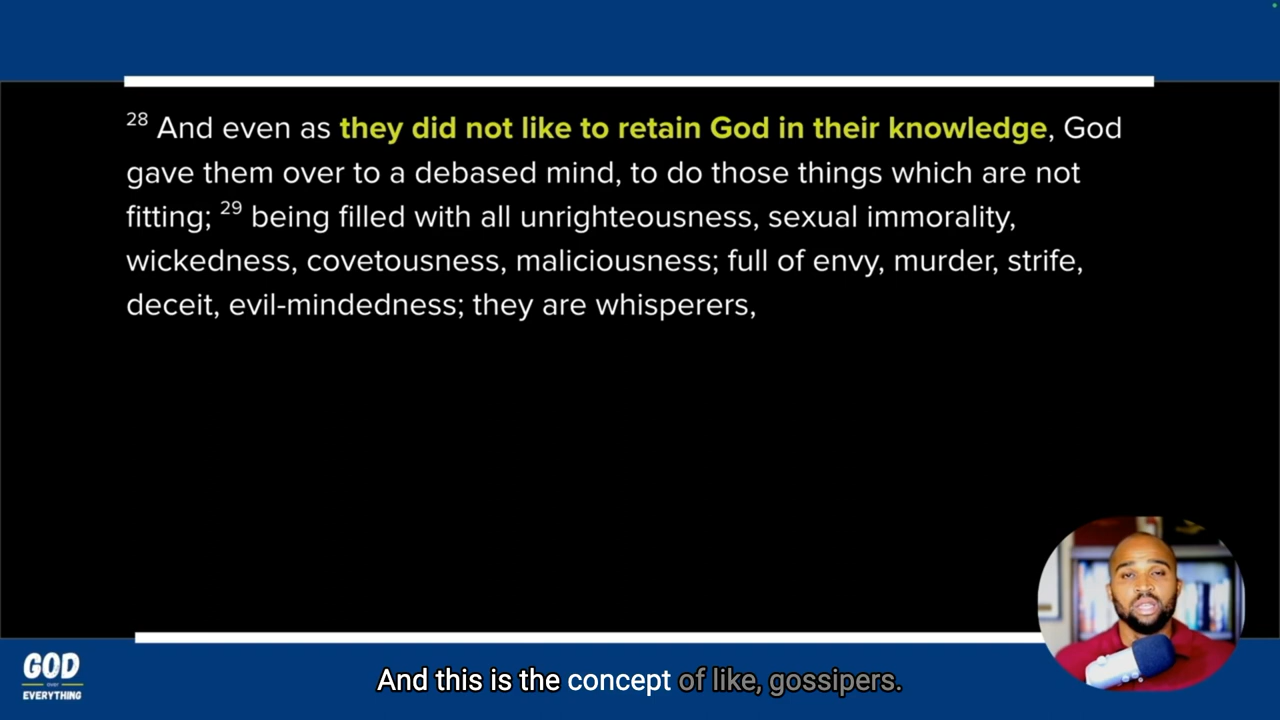 28 And even as they did not like to retain God in their knowledge, God
gave them over to a debased mind, to do those things which are not
fitting; 29 being filled with all unrighteousness, sexual immorality,
wickedness, covetousness, maliciousness; full of envy, murder, strife,
deceit, evil-mindedness; they are whisperers,
GOD
EVERYTHING
And this is the concept of like, gossipers.